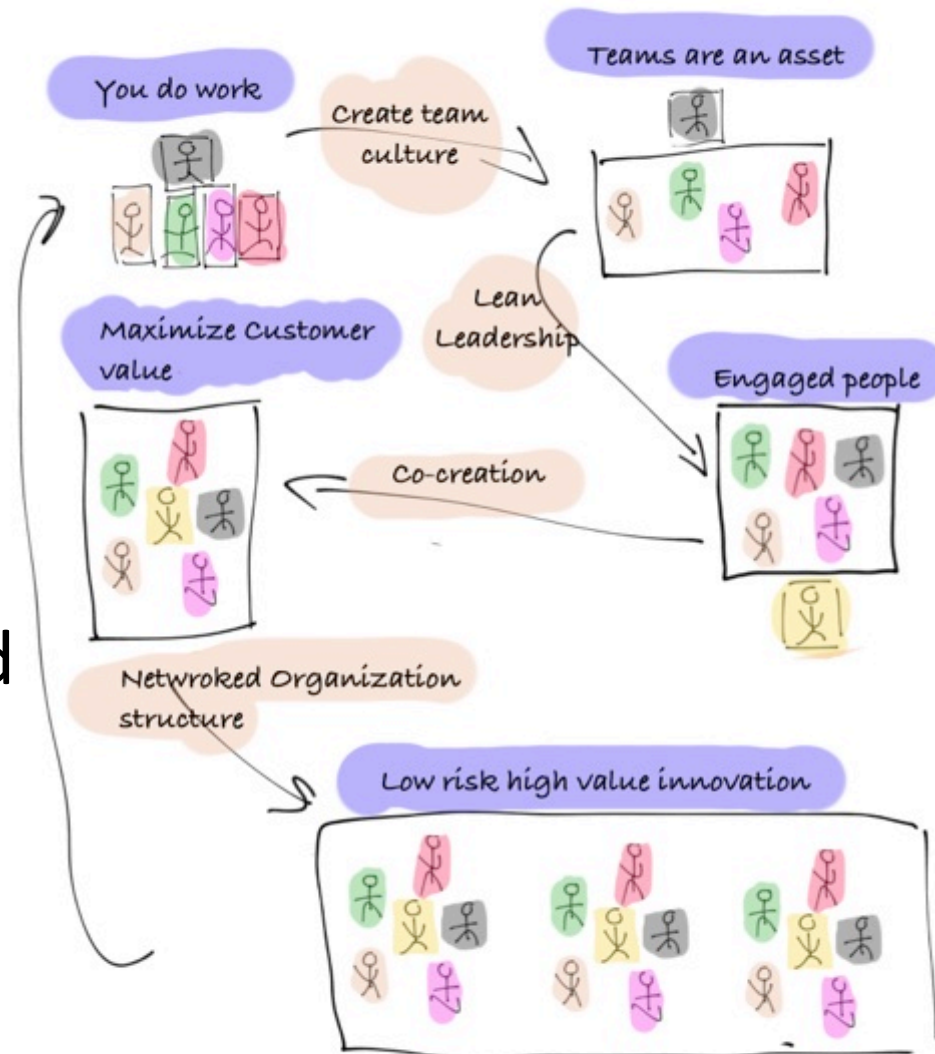 You do work
Create team
culture
Teams are an asset
Lean
Leadership
Engaged people
Co-creation
Maximize Customer
value
Netwroked Organization
structure
Low risk high value innovation
d